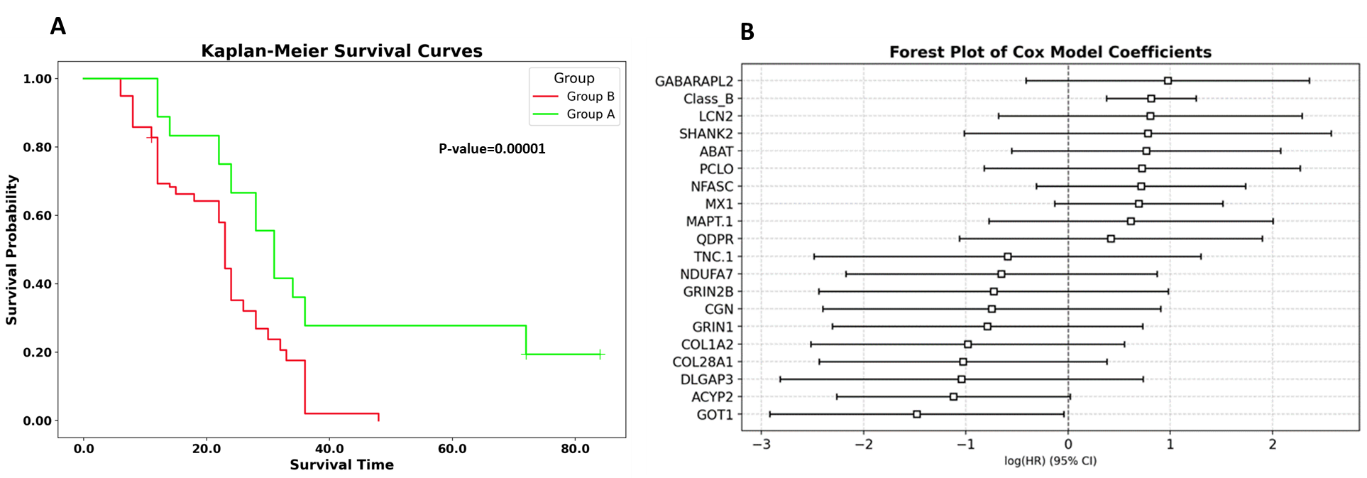 A
Kaplan-Meier Survival Curves
Group
Group B
Group A
P-value=0.00001
1.00
0.80
0.60
0.40
0.20
0.00
Survival Probability
0.0 20.0 40.0 60.0 80.0
Survival Time
B
Forest Plot of Cox Model Coefficients
GABARAPL2
Class_B
LCN2
SHANK2
ABAT
PCLO
NFASC
MX1
MAPT.1
QDPR
TNC.1
NDUFA7
GRIN2B
CGN
GRIN1
COL1A2
COL28A1
DLGAP3
ACYP2
GOT1
−3 −2 −1 0 1 2
log(HR) (95% CI)